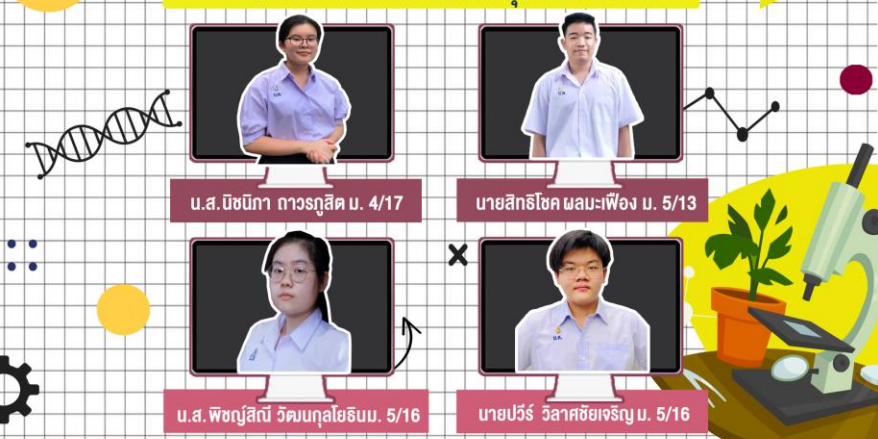 น.ส.นิชนิภา ถาวรภูสิต ม. 4/17
นายสิทธิโชค ผลมะเฟือง ม. 5/13
น.ส.พิชญ์สิณี วัฒนกุลโยธินม. 5/16
นายปวีร์ วิลาศชัยเจริญ ม. 5/16